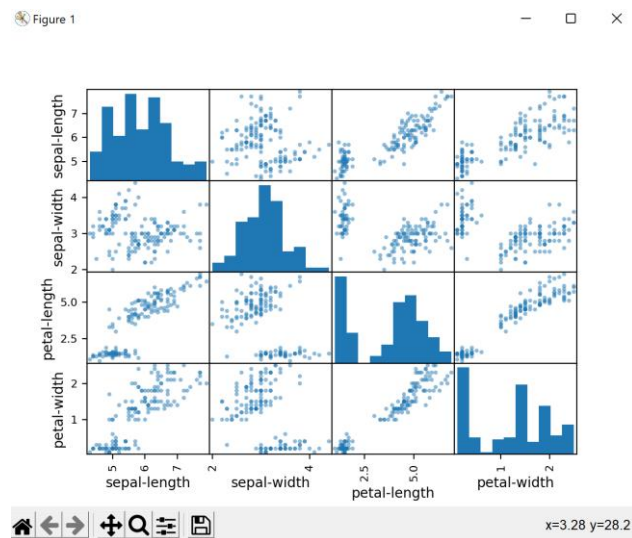 Figure 1
sepal-length
7
5
sepal-width
4
3
2
petal-length
5.0
2.5
petal-width
2
1
5 6 7 2 4 2.5 5.0 1 2
sepal-length sepal-width petal-length petal-width
x=3.28 y=28.2